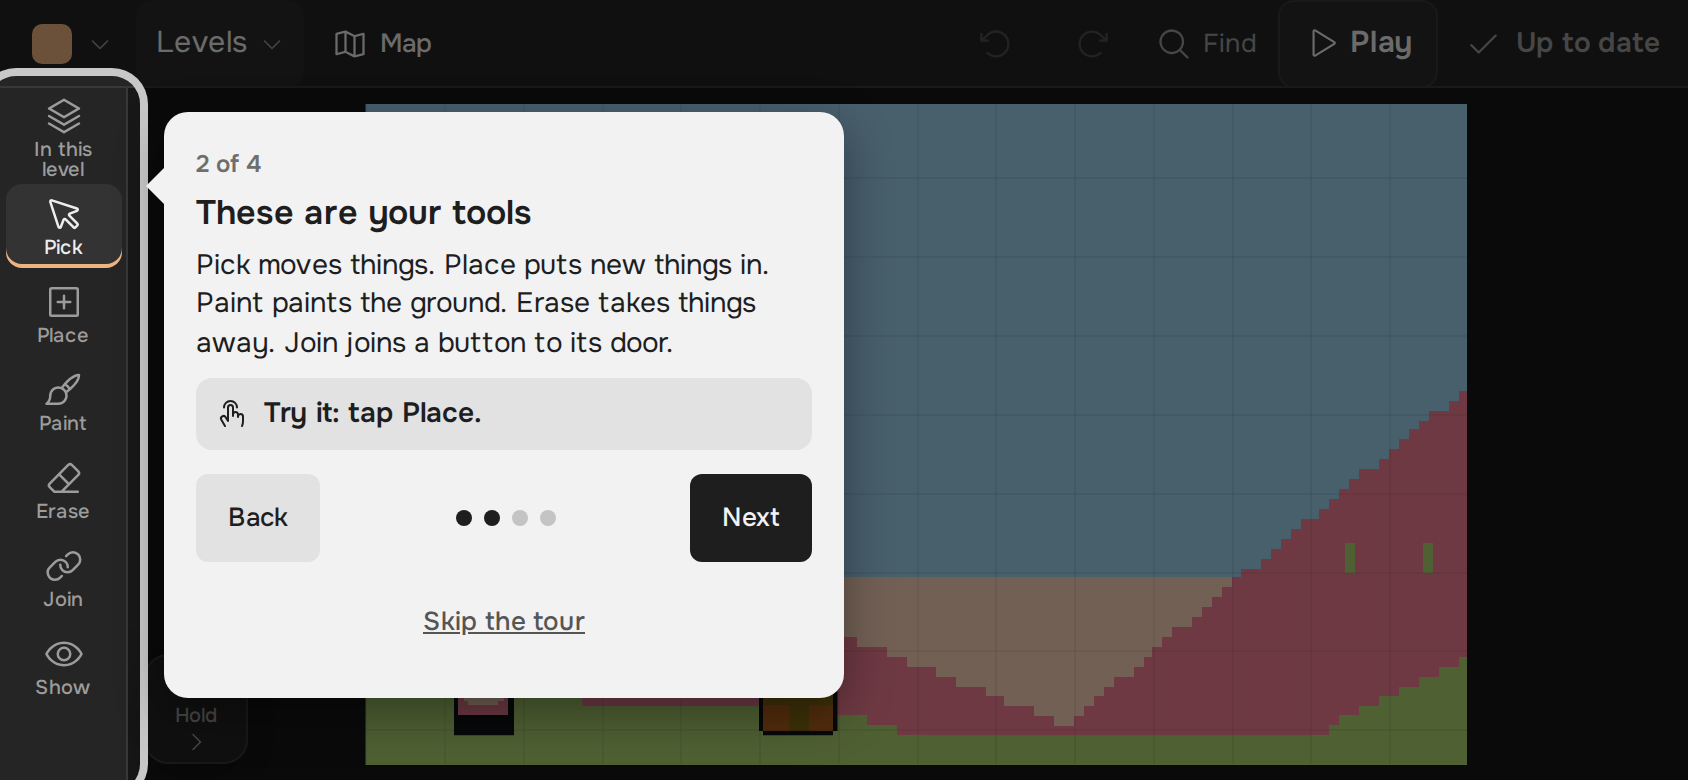 Levels
Map
Find
Play
Up to date
In this
level
Pick
Place
Paint
Erase
Join
Show
2 of 4
These are your tools
Pick moves things. Place puts new things in.
Paint paints the ground. Erase takes things
away. Join joins a button to its door.
Try it: tap Place.
Back
Next
Skip the tour
Hold